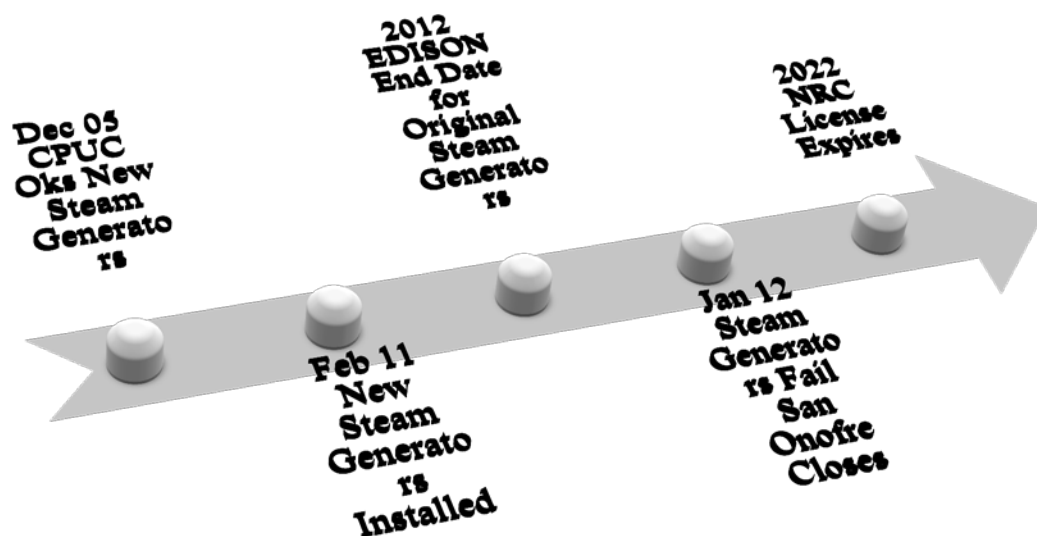 Dec 05
CPUC
Oks New
Steam
Generato
rs
Feb 11
New
Steam
Generato
rs
Installed
2012
EDISON
End Date
for
Original
Steam
Generato
rs
Jan 12
Steam
Generato
rs Fail
San
Onofre
Closes
2022
NRC
License
Expires